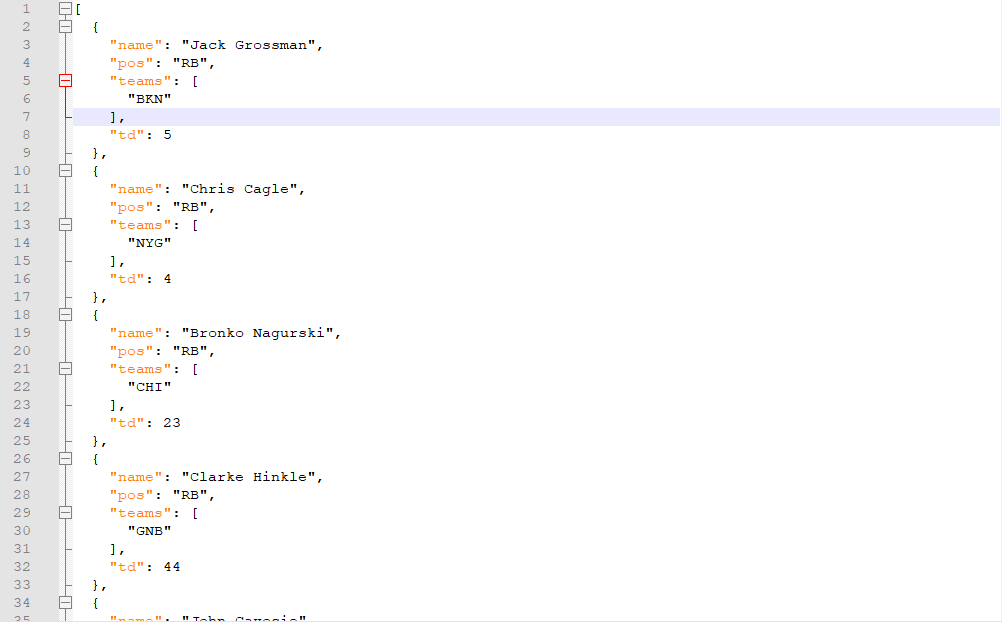 1 [
2 {
3 "name": "Jack Grossman",
4 "pos": "RB",
5 "teams": [
6 "BKN"
7 ],
8 "td": 5
9 },
10 {
11 "name": "Chris Cagle",
12 "pos": "RB",
13 "teams": [
14 "NYG"
15 ],
16 "td": 4
17 },
18 {
19 "name": "Bronko Nagurski",
20 "pos": "RB",
21 "teams": [
22 "CHI"
23 ],
24 "td": 23
25 },
26 {
27 "name": "Clarke Hinkle",
28 "pos": "RB",
29 "teams": [
30 "GNB"
31 ],
32 "td": 44
33 },
34 {
35 "name": "John